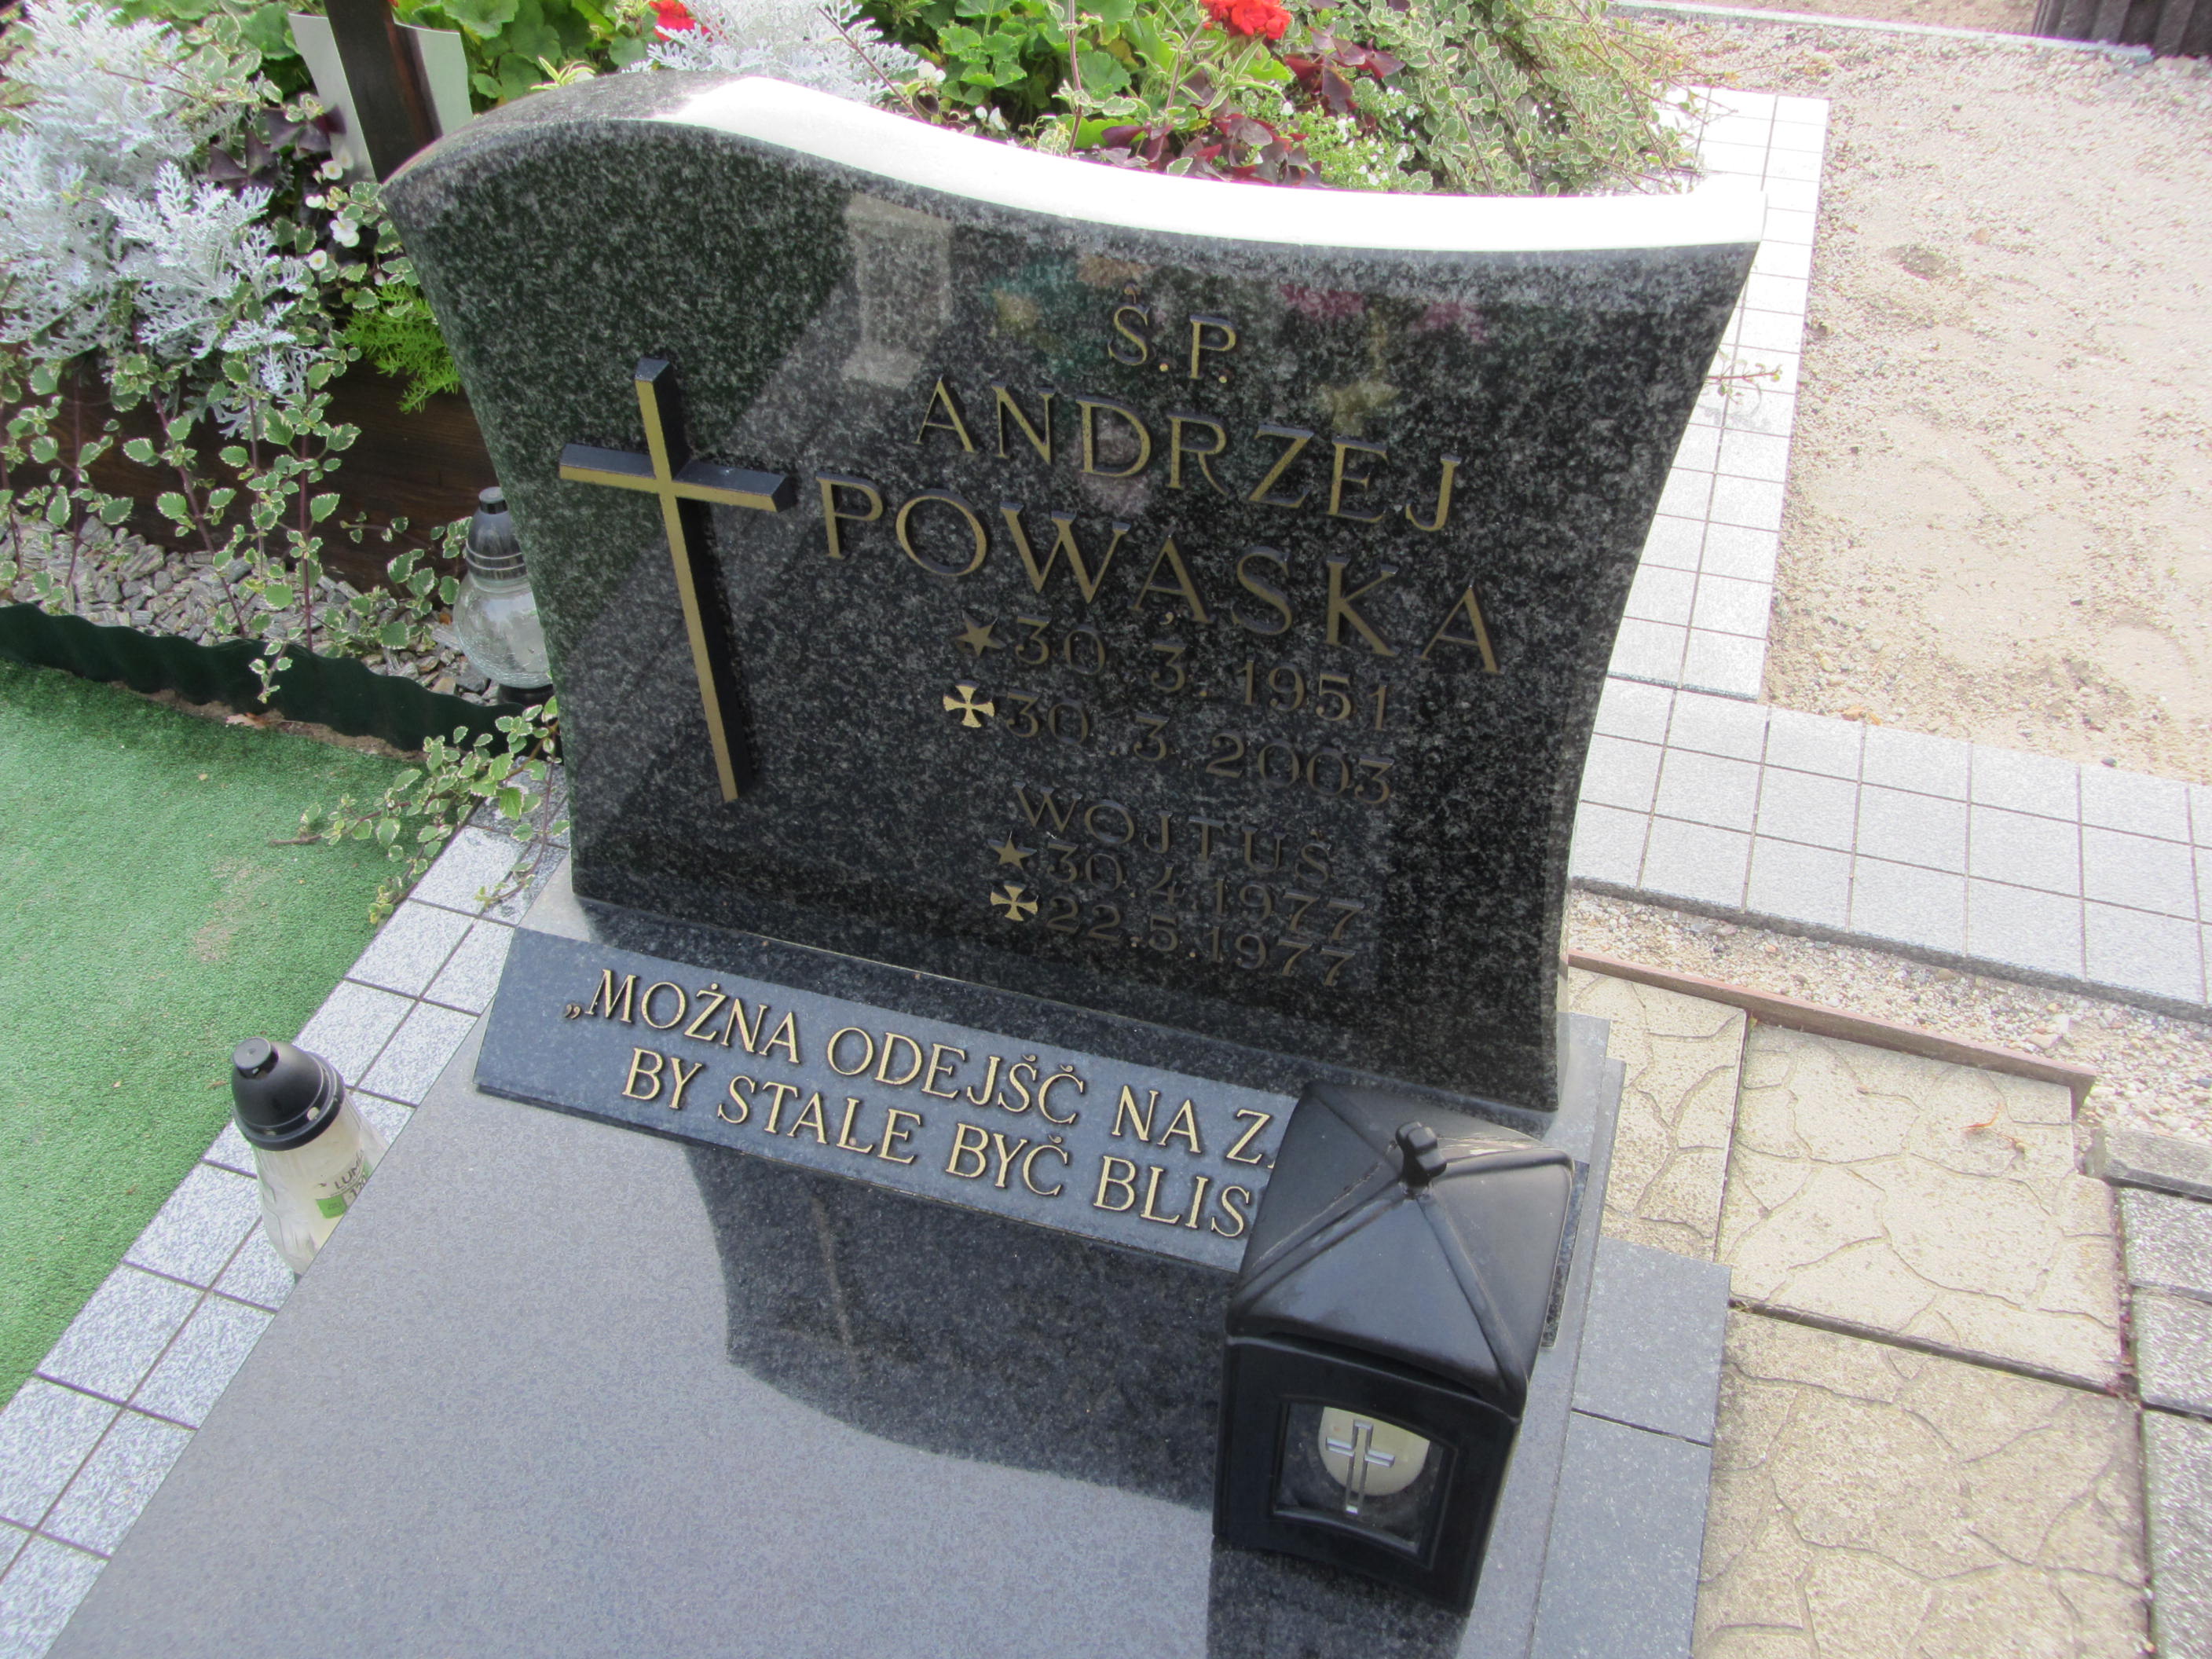 Ś.P.
ANDRZEJ
POWĄSKA
30.3.1951
30.3.2003
WOJTUŚ
30.4.1977
22.5.1977
„MOŻNA ODEJŚĆ NA
BY STALE BYĆ